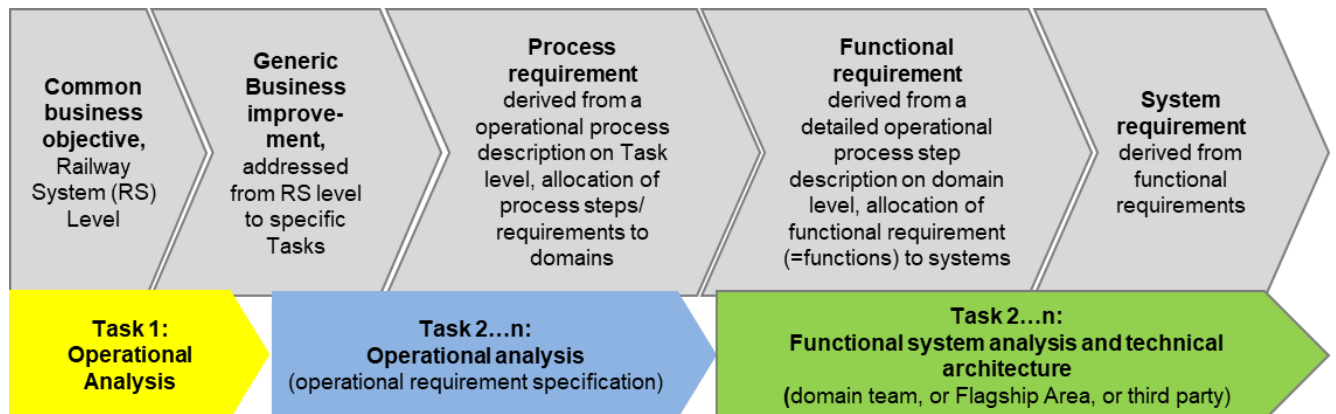 Common
business
objective,
Railway
System (RS)
Level
Generic
Business
improve-
ment,
addressed
from RS level
to specific
Tasks
Process
requirement
derived from a
operational process
description on Task
level, allocation of
process steps/
requirements to
domains
Functional
requirement
derived from a
detailed operational
process step
description on domain
level, allocation of
functional requirement
(=functions) to systems
System
requirement
derived from
functional
requirements
Task 1:
Operational
Analysis
Task 2...n:
Operational analysis
(operational requirement specification)
Task 2...n:
Functional system analysis and technical
architecture
(domain team, or Flagship Area, or third party)